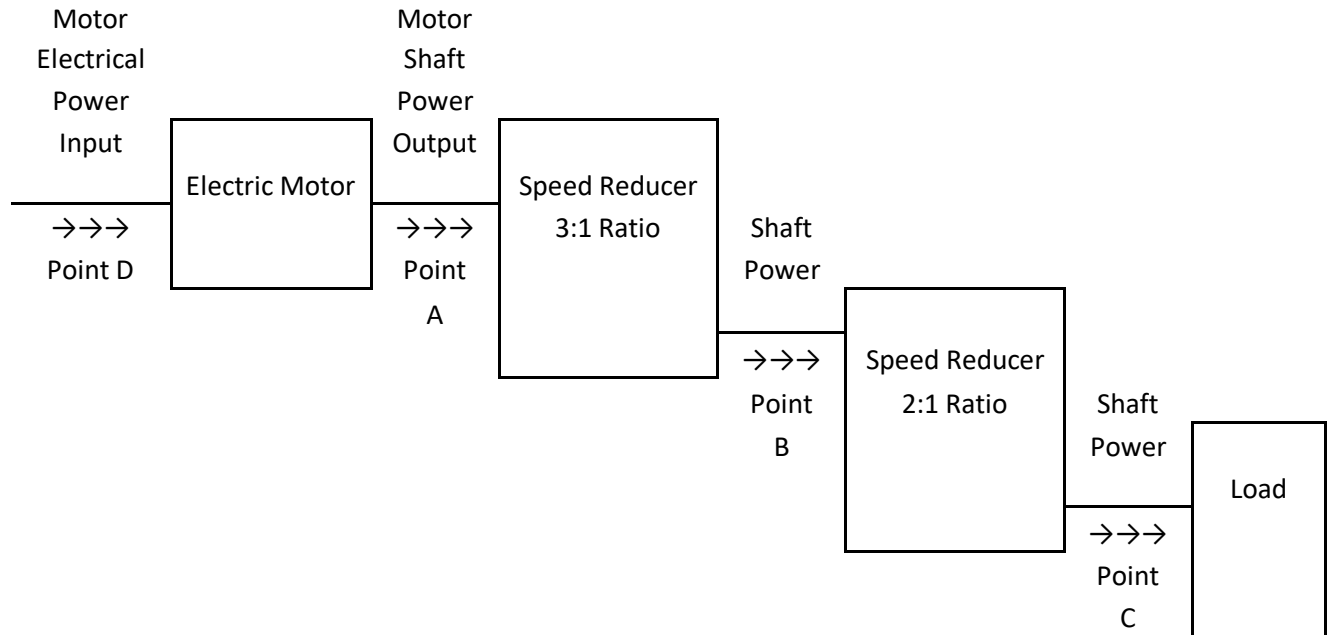 Motor
Electrical
Power
Input
Electric Motor
→→→
Point D
Motor
Shaft
Power
Output
→→→
Point
A
Speed Reducer
3:1 Ratio
Shaft
Power
→→→
Point
B
Speed Reducer
2:1 Ratio
Shaft
Power
→→→
Point
C
Load